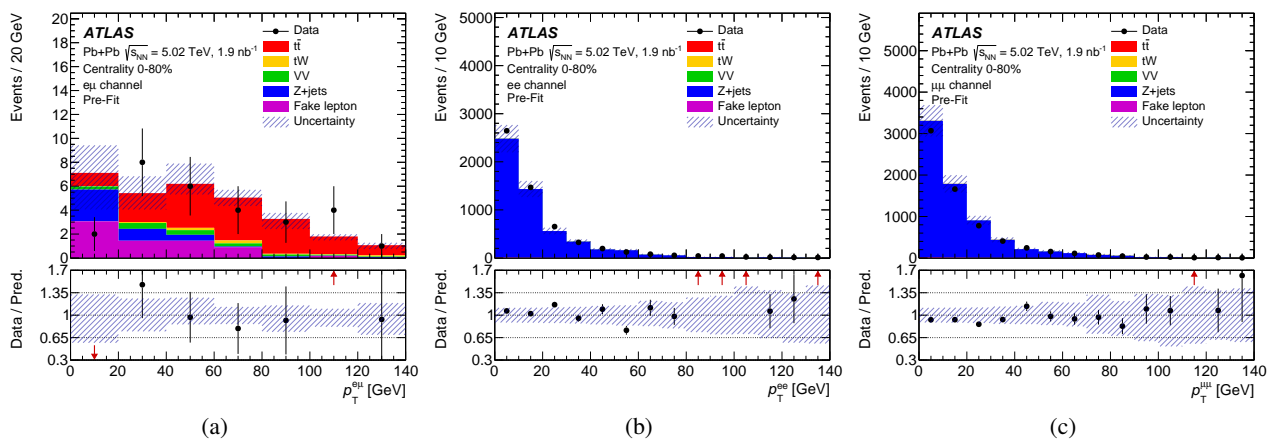 ATLAS
Pb+Pb √sNN = 5.02 TeV, 1.9 nb-1
Centrality 0-80%
eμ channel
Pre-Fit
Data
tt̄
tW
VV
Z+jets
Fake lepton
Uncertainty
Events / 20 GeV
20
18
16
14
12
10
8
6
4
2
0
Data / Pred.
1.7
1.35
1
0.65
0.3
0 20 40 60 80 100 120 140
pTeμ [GeV]
(a)
ATLAS
Pb+Pb √sNN = 5.02 TeV, 1.9 nb-1
Centrality 0-80%
ee channel
Pre-Fit
Data
tt̄
tW
VV
Z+jets
Fake lepton
Uncertainty
Events / 10 GeV
5000
4000
3000
2000
1000
0
Data / Pred.
1.7
1.35
1
0.65
0.3
0 20 40 60 80 100 120 140
pTee [GeV]
(b)
ATLAS
Pb+Pb √sNN = 5.02 TeV, 1.9 nb-1
Centrality 0-80%
μμ channel
Pre-Fit
Data
tt̄
tW
VV
Z+jets
Fake lepton
Uncertainty
Events / 10 GeV
5000
4000
3000
2000
1000
0
Data / Pred.
1.7
1.35
1
0.65
0.3
0 20 40 60 80 100 120 140
pTμμ [GeV]
(c)